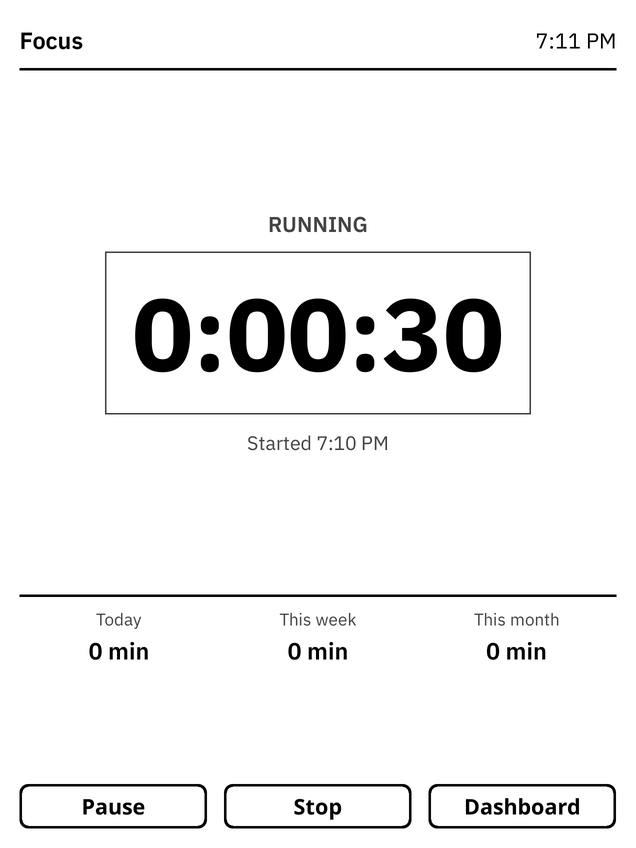 Focus 7:11 PM
RUNNING
0:00:30
Started 7:10 PM
Today This week This month
0 min 0 min 0 min
Pause Stop Dashboard